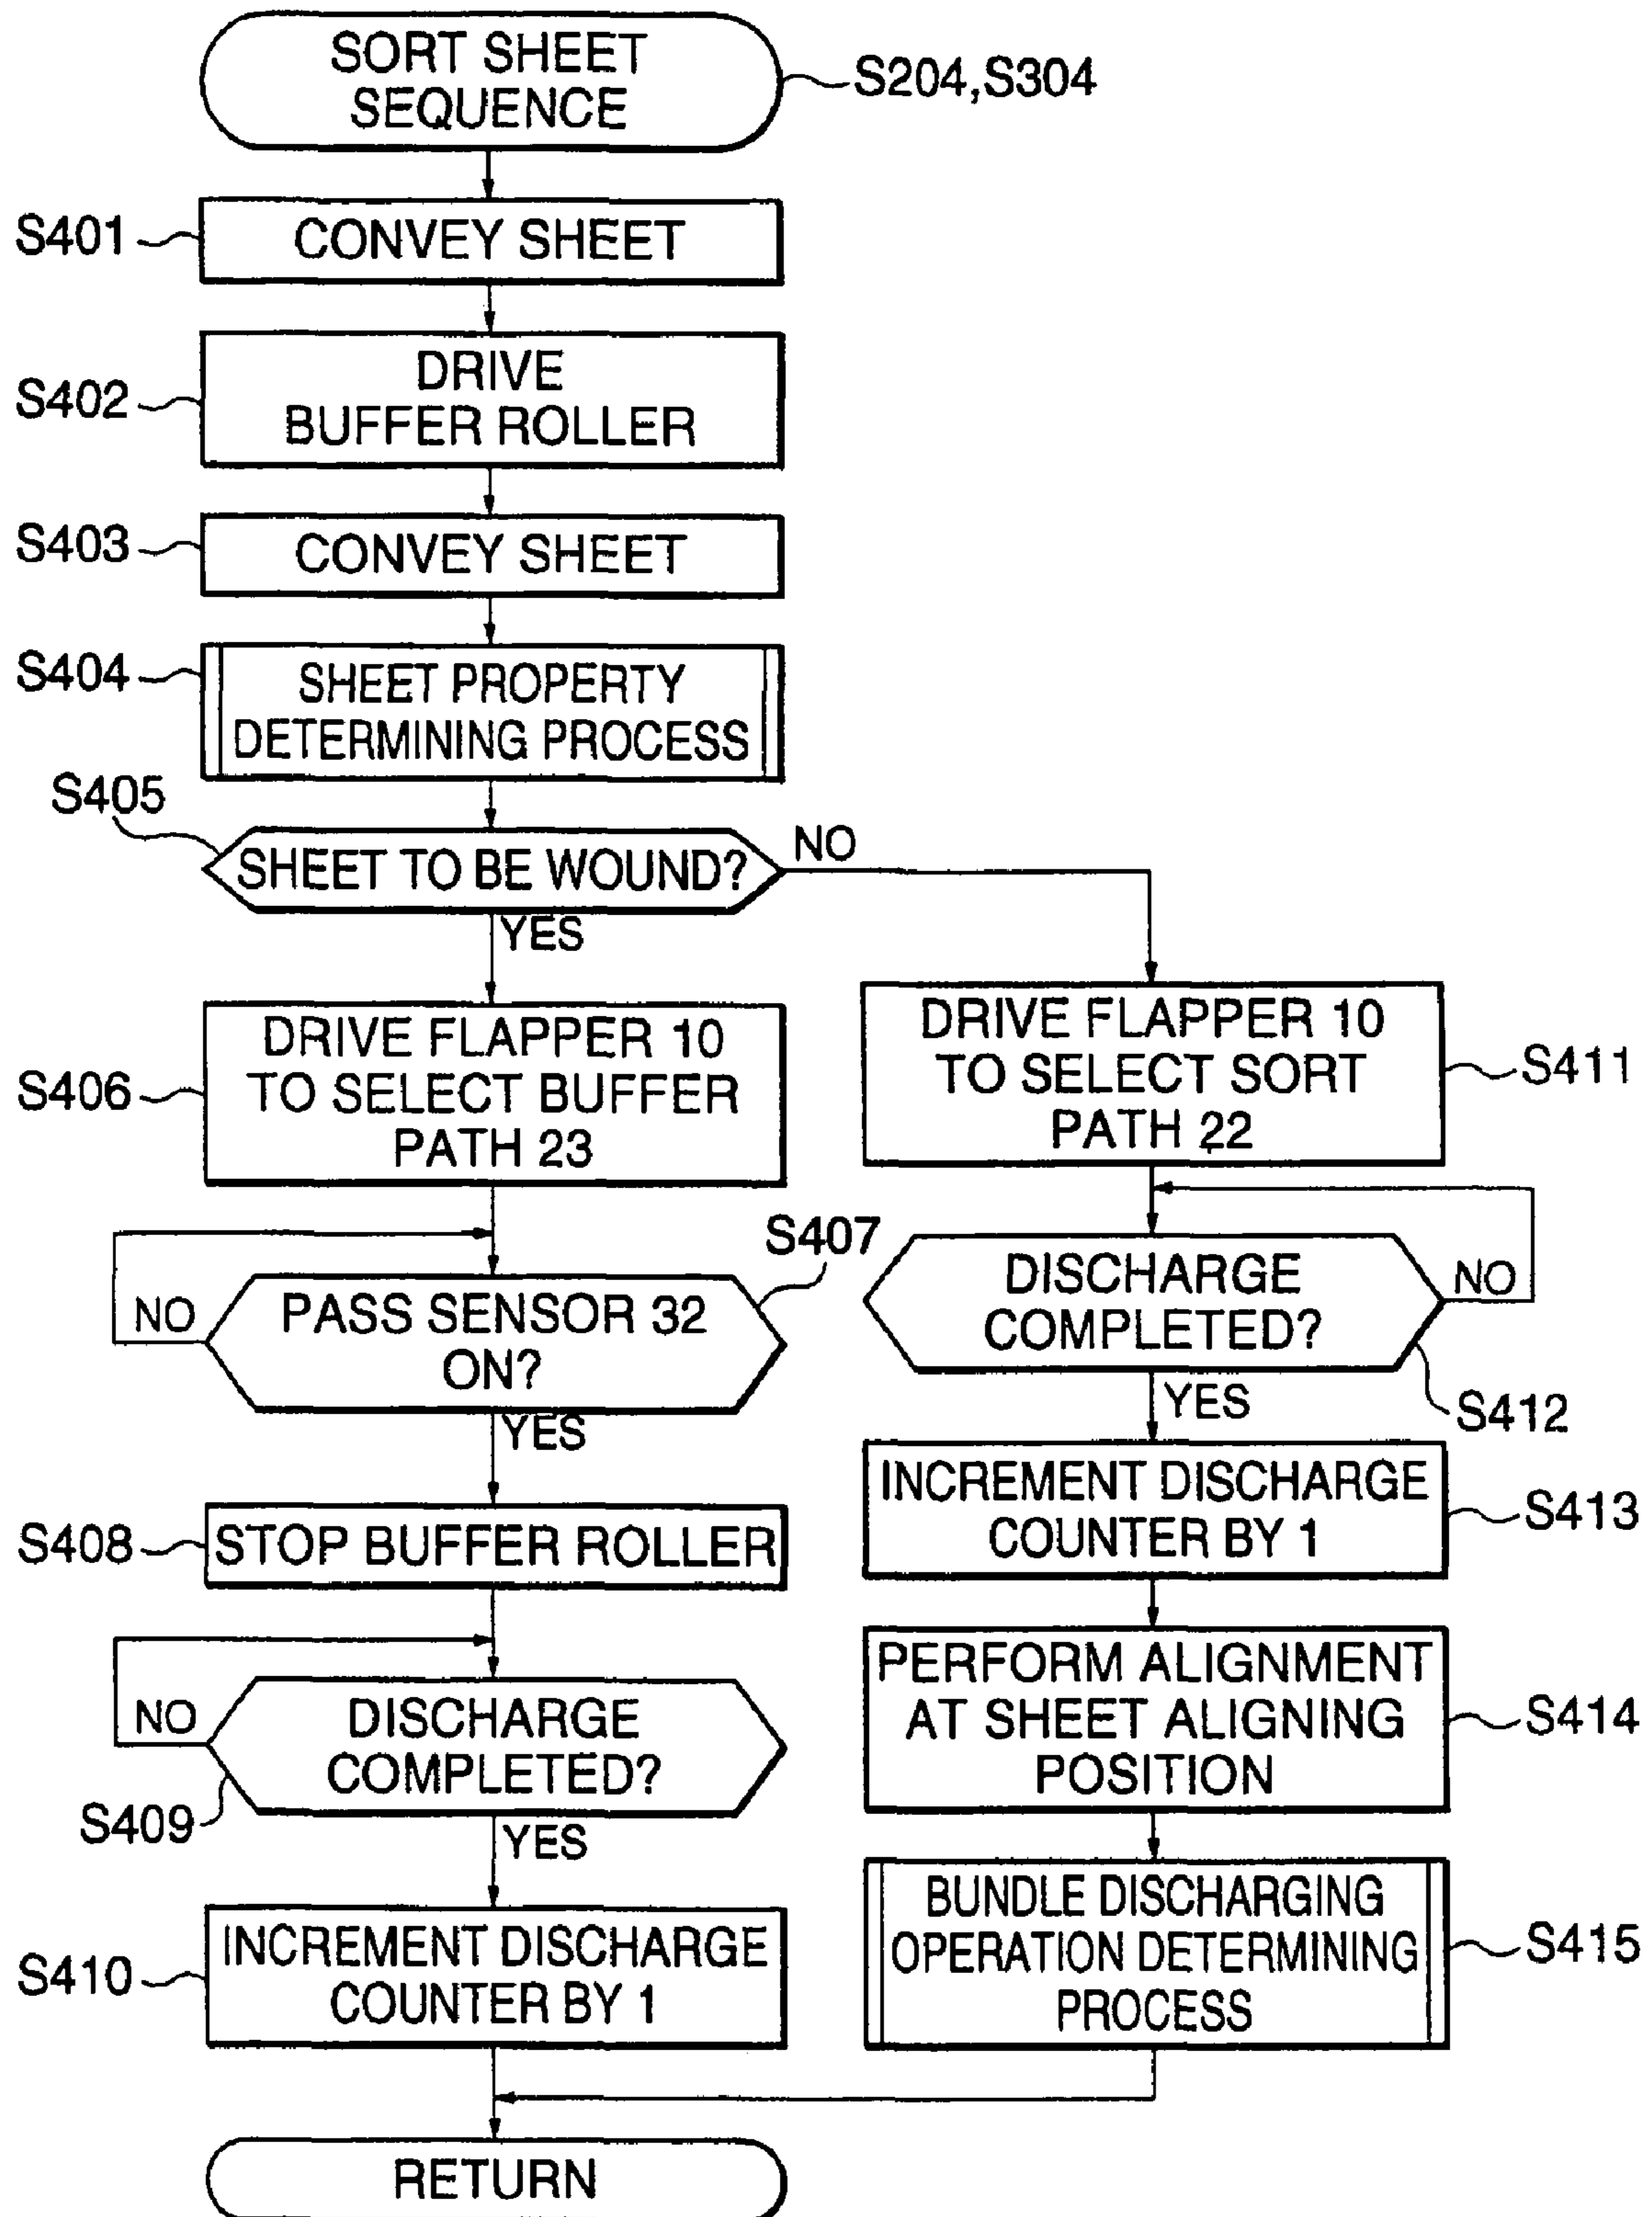 SORT SHEET
SEQUENCE
S204,S304
S401
CONVEY SHEET
S402
DRIVE
BUFFER ROLLER
S403
CONVEY SHEET
S404
SHEET PROPERTY
DETERMINING PROCESS
S405
SHEET TO BE WOUND?
NO
YES
S406
DRIVE FLAPPER 10
TO SELECT BUFFER
PATH 23
S407
NO
PASS SENSOR 32
ON?
YES
S408
STOP BUFFER ROLLER
NO
DISCHARGE
COMPLETED?
S409
YES
S410
INCREMENT DISCHARGE
COUNTER BY 1
DRIVE FLAPPER 10
TO SELECT SORT
PATH 22
S411
DISCHARGE
COMPLETED?
NO
S412
YES
INCREMENT DISCHARGE
COUNTER BY 1
S413
PERFORM ALIGNMENT
AT SHEET ALIGNING
POSITION
S414
BUNDLE DISCHARGING
OPERATION DETERMINING
PROCESS
S415
RETURN